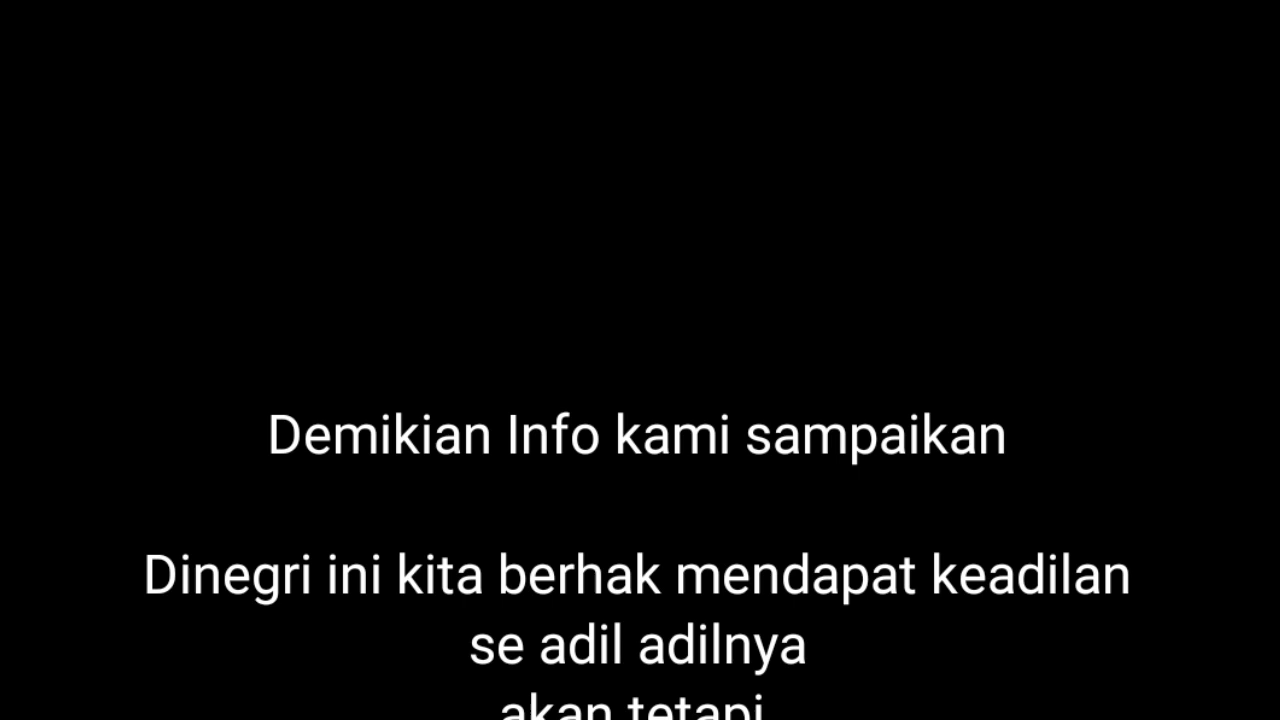 Demikian Info kami sampaikan
Dinegri ini kita berhak mendapat keadilan
se adil adilnya
akan tetapi